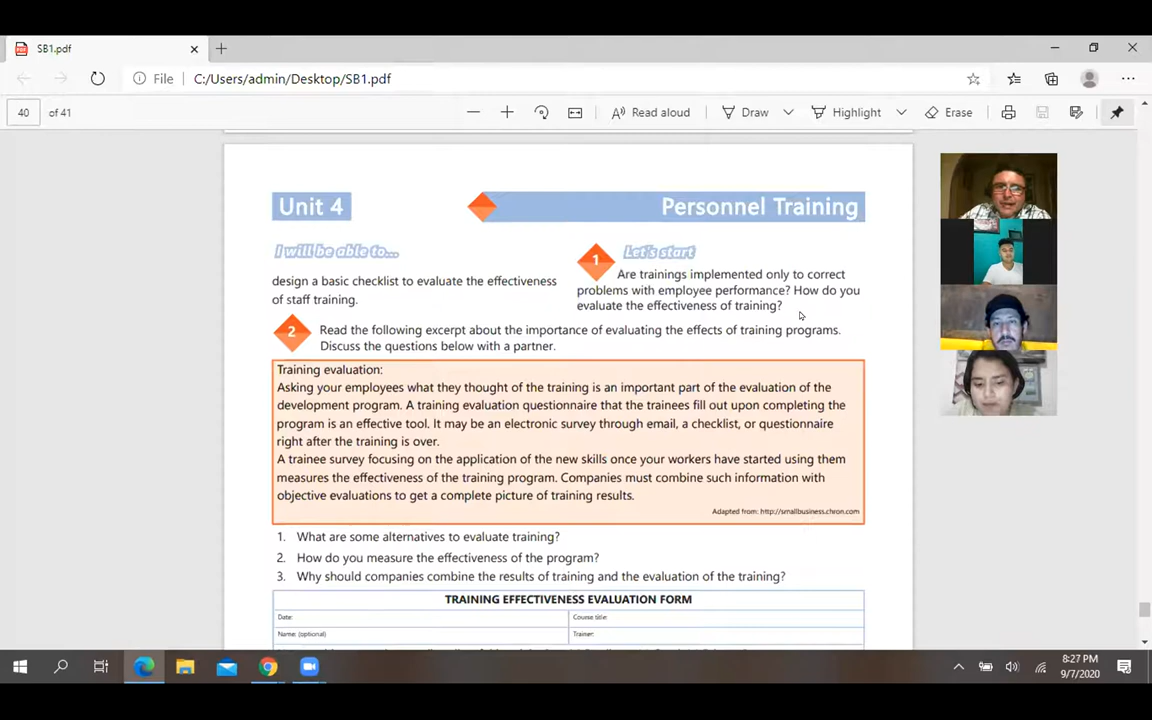 SB1.pdf
File
C:/Users/admin/Desktop/SB1.pdf
40
of 41
Read aloud
Draw
Highlight
Erase
Unit 4
Personnel Training
I will be able to...
design a basic checklist to evaluate the effectiveness
of staff training.
1
Let's start
Are trainings implemented only to correct
problems with employee performance? How do you
evaluate the effectiveness of training?
2
Read the following excerpt about the importance of evaluating the effects of training programs.
Discuss the questions below with a partner.
Training evaluation:
Asking your employees what they thought of the training is an important part of the evaluation of the
development program. A training evaluation questionnaire that the trainees fill out upon completing the
program is an effective tool. It may be an electronic survey through email, a checklist, or questionnaire
right after the training is over.
A trainee survey focusing on the application of the new skills once your workers have started using them
measures the effectiveness of the training program. Companies must combine such information with
objective evaluations to get a complete picture of training results.
Adapted from: http://smallbusiness.chron.com
1. What are some alternatives to evaluate training?
2. How do you measure the effectiveness of the program?
3. Why should companies combine the results of training and the evaluation of the training?
TRAINING EFFECTIVENESS EVALUATION FORM
Date:
Course title:
Name: (optional)
Trainer:
8:27 PM
9/7/2020